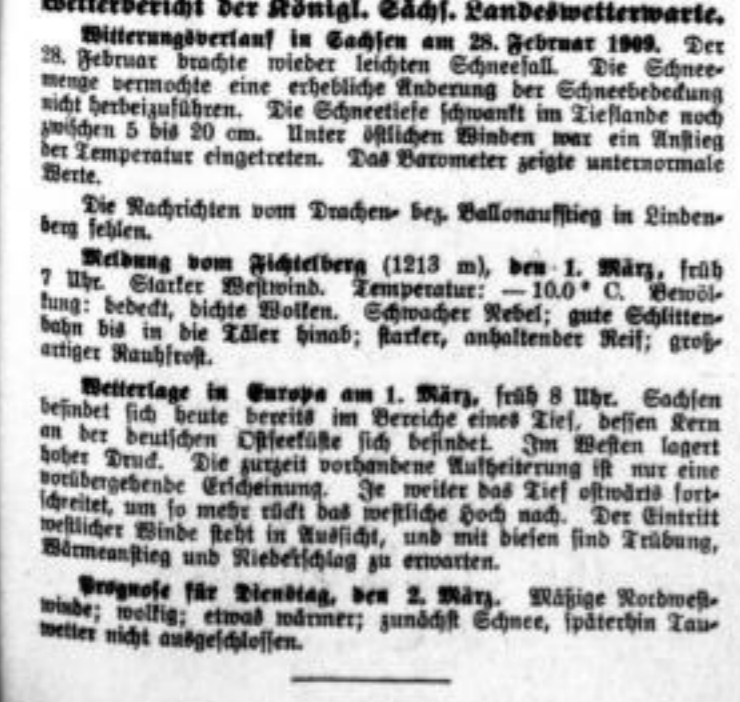 Wetterbericht der Königl. Sächs. Landeswetterwarte.
Witterungsverlauf in Sachsen am 28. Februar 1909. Der
28. Februar brachte wieder leichten Schneefall. Die Schnee-
menge vermochte eine erhebliche Änderung der Schneebedeckung
nicht herbeizuführen. Die Schneetiefe schwankt im Tieflande noch
zwischen 5 bis 20 cm. Unter östlichen Winden war ein Anstieg
der Temperatur eingetreten. Das Barometer zeigte unternormale
Werte.
Die Nachrichten vom Drachen- bez. Ballonaufstieg in Linden-
berg fehlen.
Meldung vom Fichtelberg (1213 m), den 1. März, früh
7 Uhr. Starker Westwind. Temperatur: — 10.0° C. Bewöl-
kung: bedeckt, dichte Wolken. Schwacher Nebel; gute Schlitten-
bahn bis in die Täler hinab; starker, anhaltender Reif; groß-
artiger Rauhfrost.
Wetterlage in Europa am 1. März, früh 8 Uhr. Sachsen
befindet sich heute bereits im Bereiche eines Tief, dessen Kern
an der deutschen Ostseeküste sich befindet. Im Westen lagert
hoher Druck. Die zurzeit vorhandene Aufheiterung ist nur eine
vorübergehende Erscheinung. Je weiter das Tief ostwärts fort-
schreitet, um so mehr rückt das westliche Hoch nach. Der Eintritt
westlicher Winde steht in Aussicht, und mit diesen sind Trübung,
Wärmeanstieg und Niederschlag zu erwarten.
Prognose für Dienstag, den 2. März. Mäßige Nordwest-
winde; wolkig; etwas wärmer; zunächst Schnee, späterhin Tau-
wetter nicht ausgeschlossen.